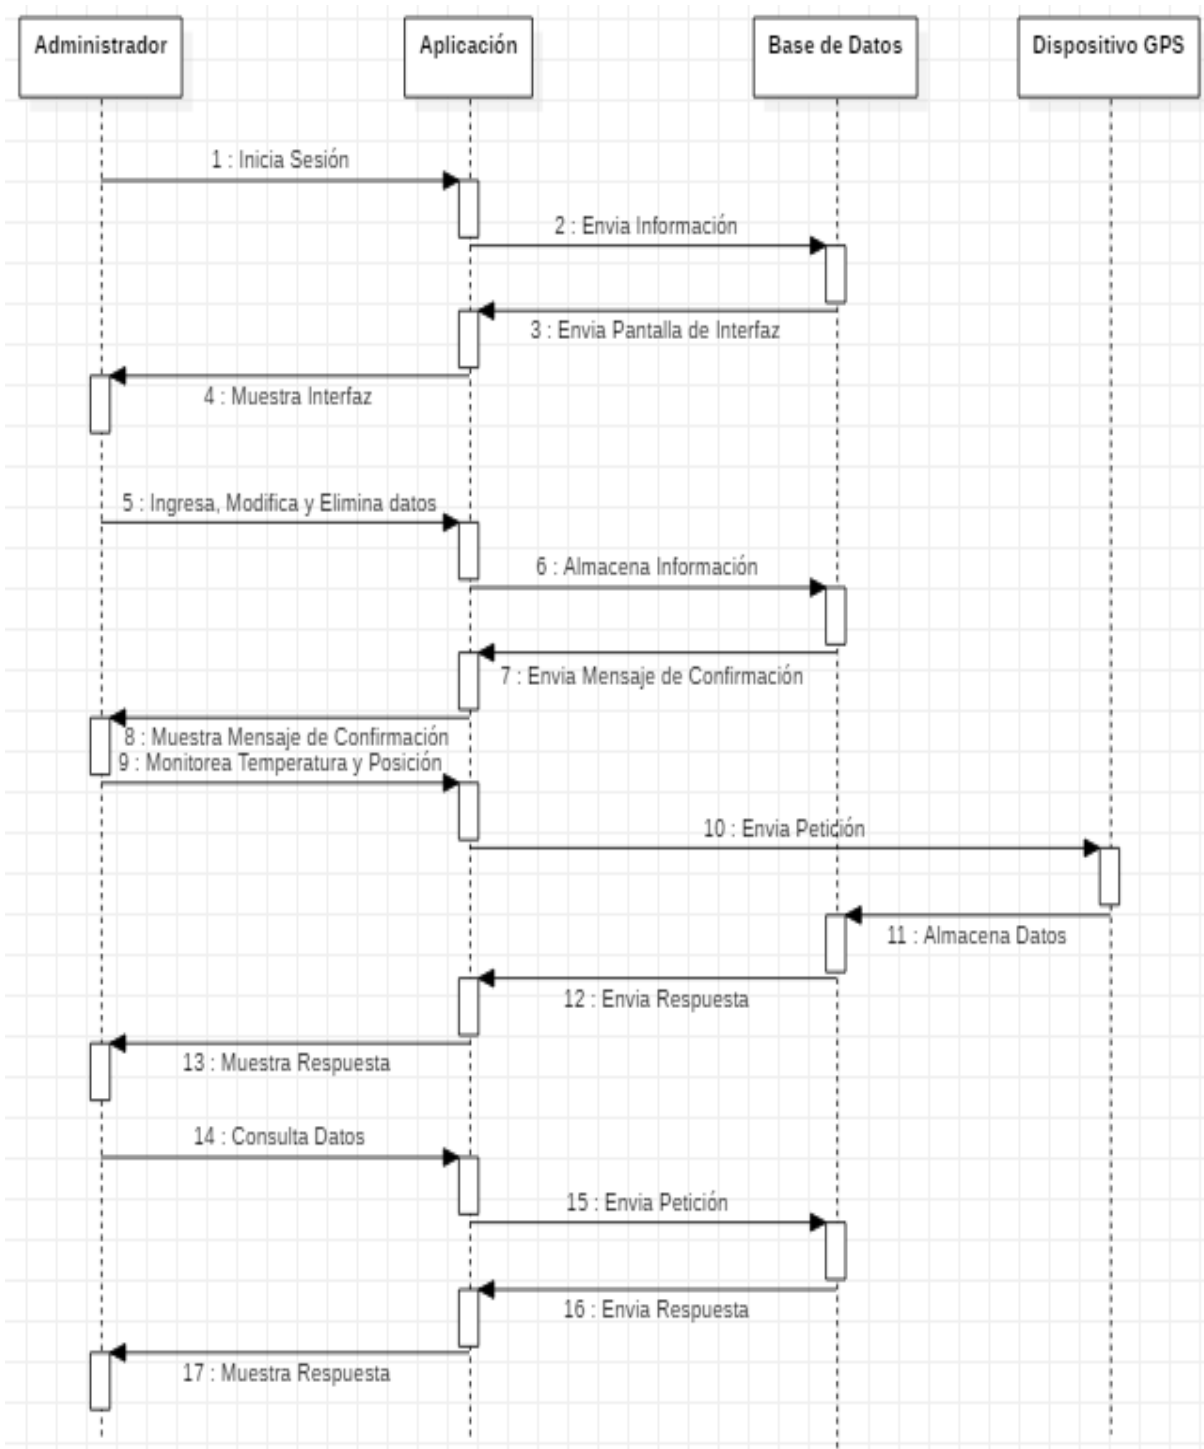 Administrador
Aplicación
Base de Datos
Dispositivo GPS
1 : Inicia Sesión
2 : Envia Información
3 : Envia Pantalla de Interfaz
4 : Muestra Interfaz
5 : Ingresa, Modifica y Elimina datos
6 : Almacena Información
7 : Envia Mensaje de Confirmación
8 : Muestra Mensaje de Confirmación
9 : Monitorea Temperatura y Posición
10 : Envia Petición
11 : Almacena Datos
12 : Envia Respuesta
13 : Muestra Respuesta
14 : Consulta Datos
15 : Envia Petición
16 : Envia Respuesta
17 : Muestra Respuesta